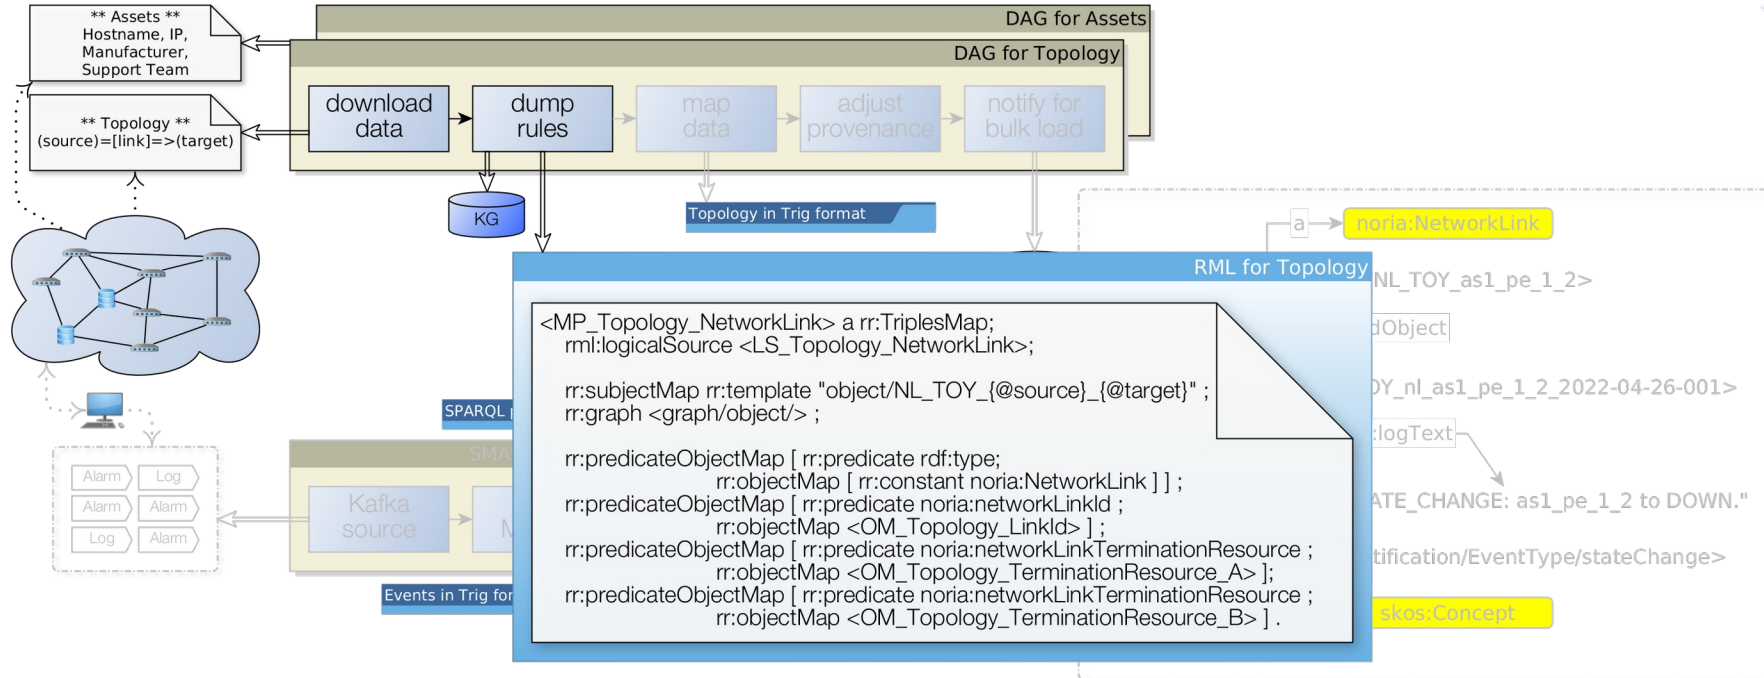 ** Assets **
Hostname, IP,
Manufacturer,
Support Team
** Topology **
(source)=[link]=>(target)
DAG for Assets
DAG for Topology
download
data
dump
rules
map
data
adjust
provenance
notify for
bulk load
KG
Topology in Trig format
RML for Topology
<MP_Topology_NetworkLink> a rr:TriplesMap;
rml:logicalSource <LS_Topology_NetworkLink>;
rr:subjectMap rr:template "object/NL_TOY_{@source}_{@target}" ;
rr:graph <graph/object/> ;
rr:predicateObjectMap [ rr:predicate rdf:type;
rr:objectMap [ rr:constant noria:NetworkLink ] ] ;
rr:predicateObjectMap [ rr:predicate noria:networkLinkId ;
rr:objectMap <OM_Topology_LinkId> ] ;
rr:predicateObjectMap [ rr:predicate noria:networkLinkTerminationResource ;
rr:objectMap <OM_Topology_TerminationResource_A> ];
rr:predicateObjectMap [ rr:predicate noria:networkLinkTerminationResource ;
rr:objectMap <OM_Topology_TerminationResource_B> ] .
a
noria:NetworkLink
NL_TOY_as1_pe_1_2>
dObject
OY_nl_as1_pe_1_2_2022-04-26-001>
:logText
ATE_CHANGE: as1_pe_1_2 to DOWN."
tification/EventType/stateChange>
skos:Concept
SPARQL
SMA
Kafka
source
M
Events in Trig for
Alarm
Log
Alarm
Alarm
Log
Alarm